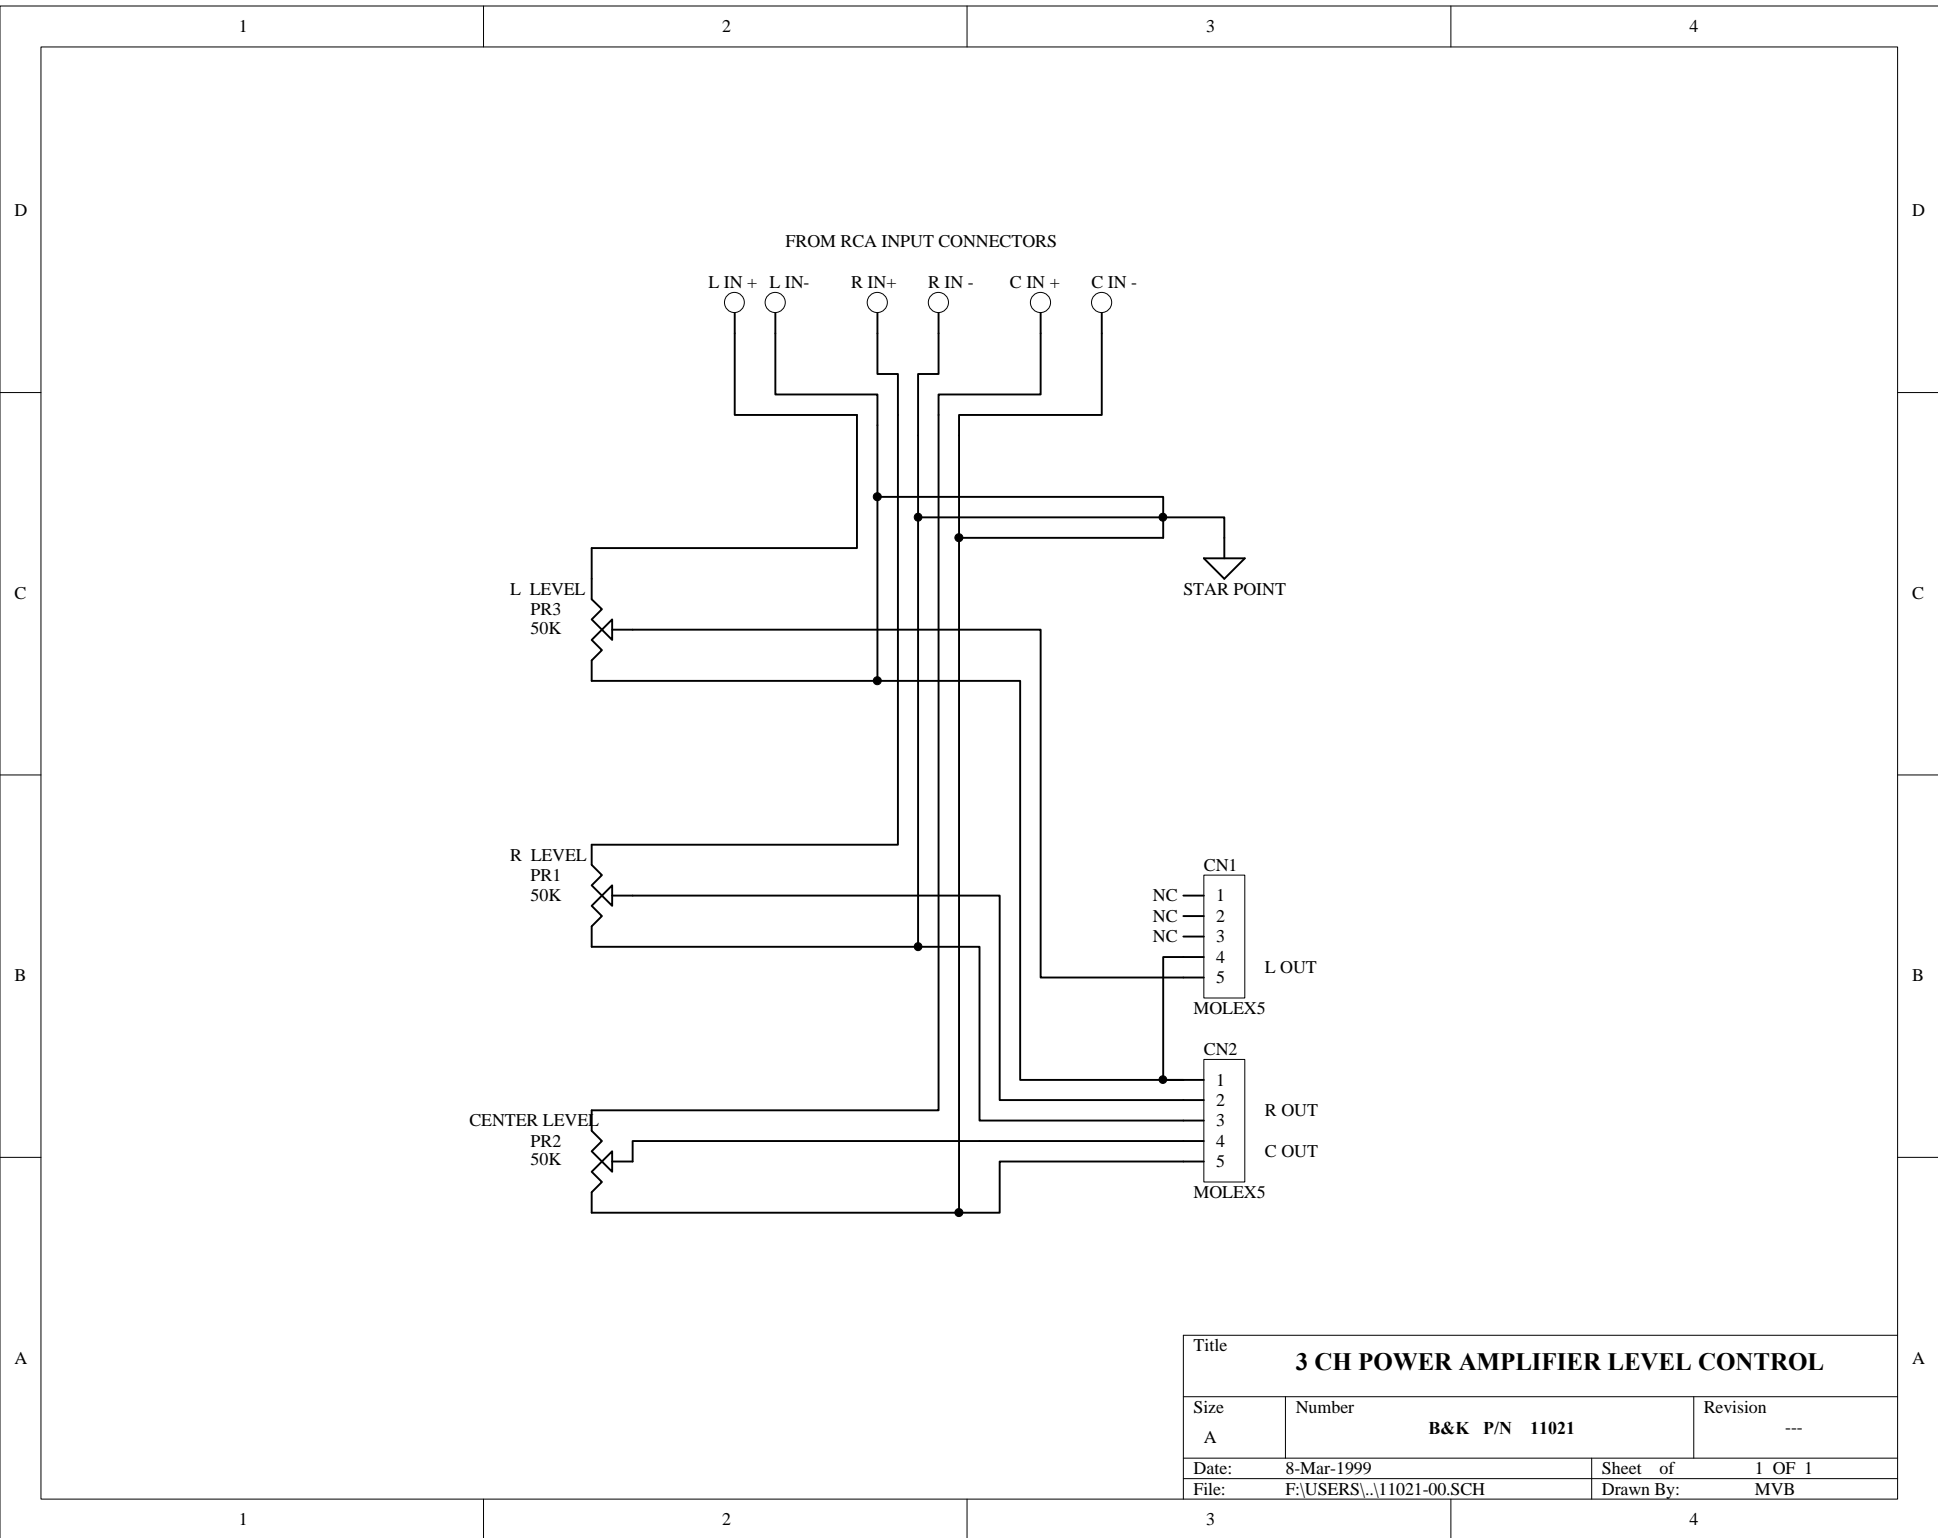 1 2 3 4
D D
FROM RCA INPUT CONNECTORS
L IN + L IN- R IN+ R IN - C IN + C IN -
C C
STAR POINT
L LEVEL
PR3
50K
R LEVEL
PR1
50K
CN1
NC 1
NC 2
NC 3
4
5
L OUT
MOLEX5
B B
CN2
1
2
3
4
5
R OUT
C OUT
MOLEX5
CENTER LEVEL
PR2
50K
A A
Title
3 CH POWER AMPLIFIER LEVEL CONTROL
Size
A
Number
B&K P/N 11021
Revision
---
Date: 8-Mar-1999 Sheet of 1 OF 1
File: F:\USERS\..\11021-00.SCH Drawn By: MVB
1 2 3 4